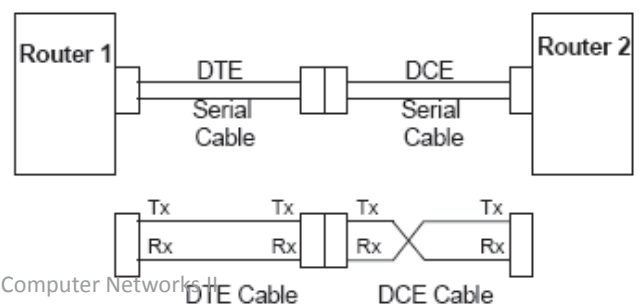 Router 1
Router 2
DTE
DCE
Serial
Cable
Serial
Cable
Tx Tx Tx Tx
Rx Rx Rx Rx
Computer Networks II
DTE Cable
DCE Cable